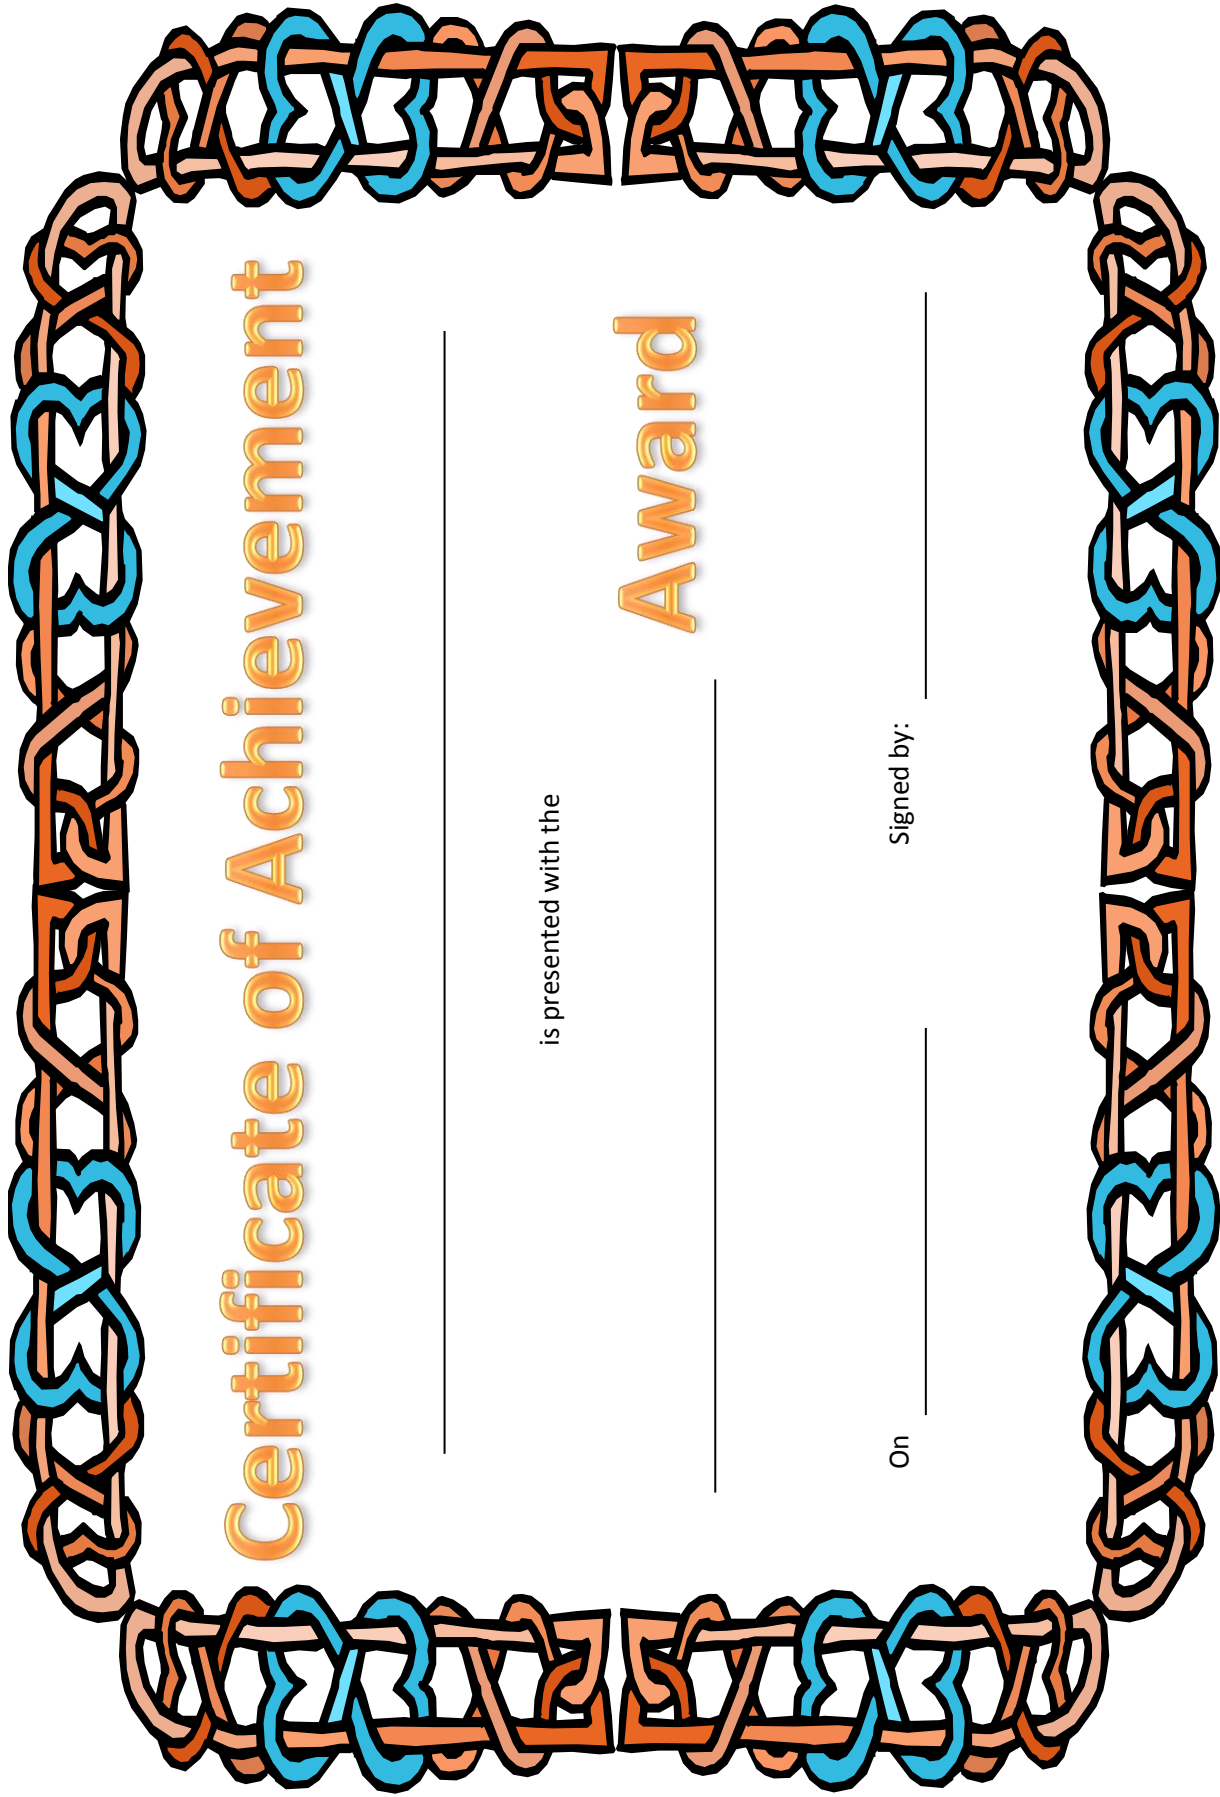 Certificate of Achievement
is presented with the
Award
On Signed by: